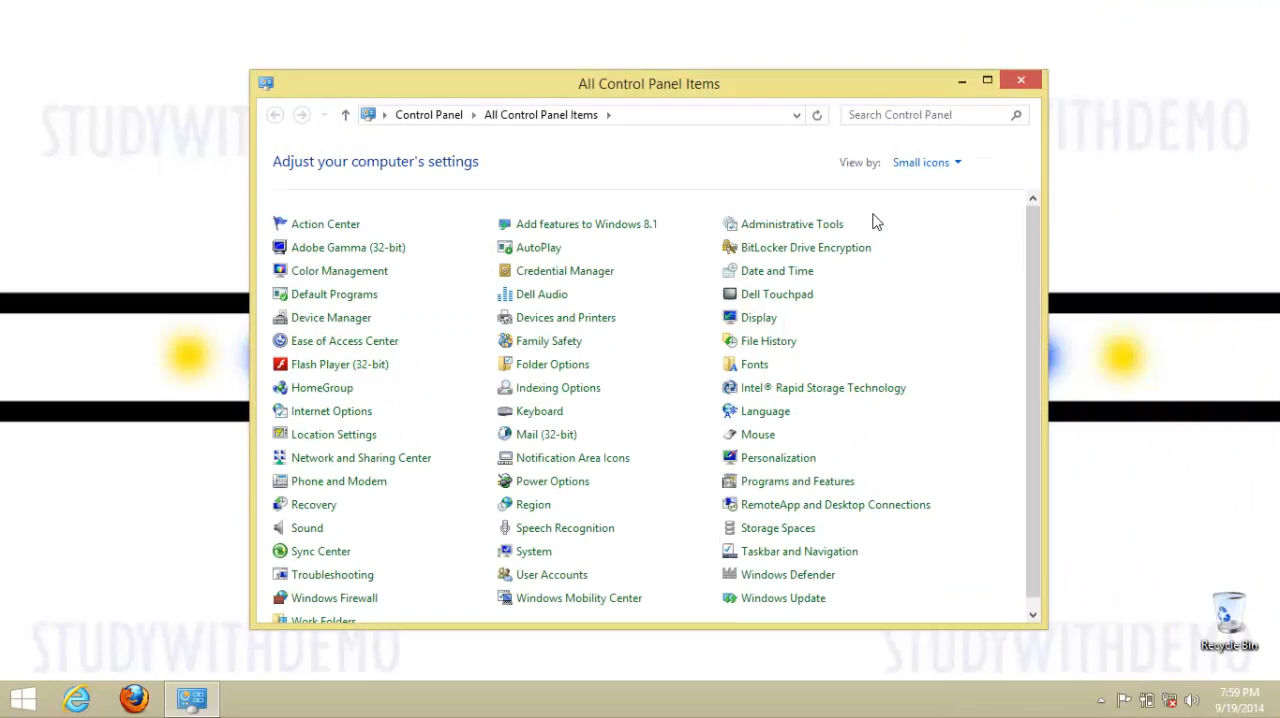 All Control Panel Items
Control Panel All Control Panel Items
Search Control Panel
Adjust your computer's settings
View by: Small icons
Action Center
Add features to Windows 8.1
Administrative Tools
Adobe Gamma (32-bit)
AutoPlay
BitLocker Drive Encryption
Color Management
Credential Manager
Date and Time
Default Programs
Dell Audio
Dell Touchpad
Device Manager
Devices and Printers
Display
Ease of Access Center
Family Safety
File History
Flash Player (32-bit)
Folder Options
Fonts
HomeGroup
Indexing Options
Intel® Rapid Storage Technology
Internet Options
Keyboard
Language
Location Settings
Mail (32-bit)
Mouse
Network and Sharing Center
Notification Area Icons
Personalization
Phone and Modem
Power Options
Programs and Features
Recovery
Region
RemoteApp and Desktop Connections
Sound
Speech Recognition
Storage Spaces
Sync Center
System
Taskbar and Navigation
Troubleshooting
User Accounts
Windows Defender
Windows Firewall
Windows Mobility Center
Windows Update
Work Folders
STUDYWITHDEMO
Recycle Bin
7:59 PM
9/19/2014